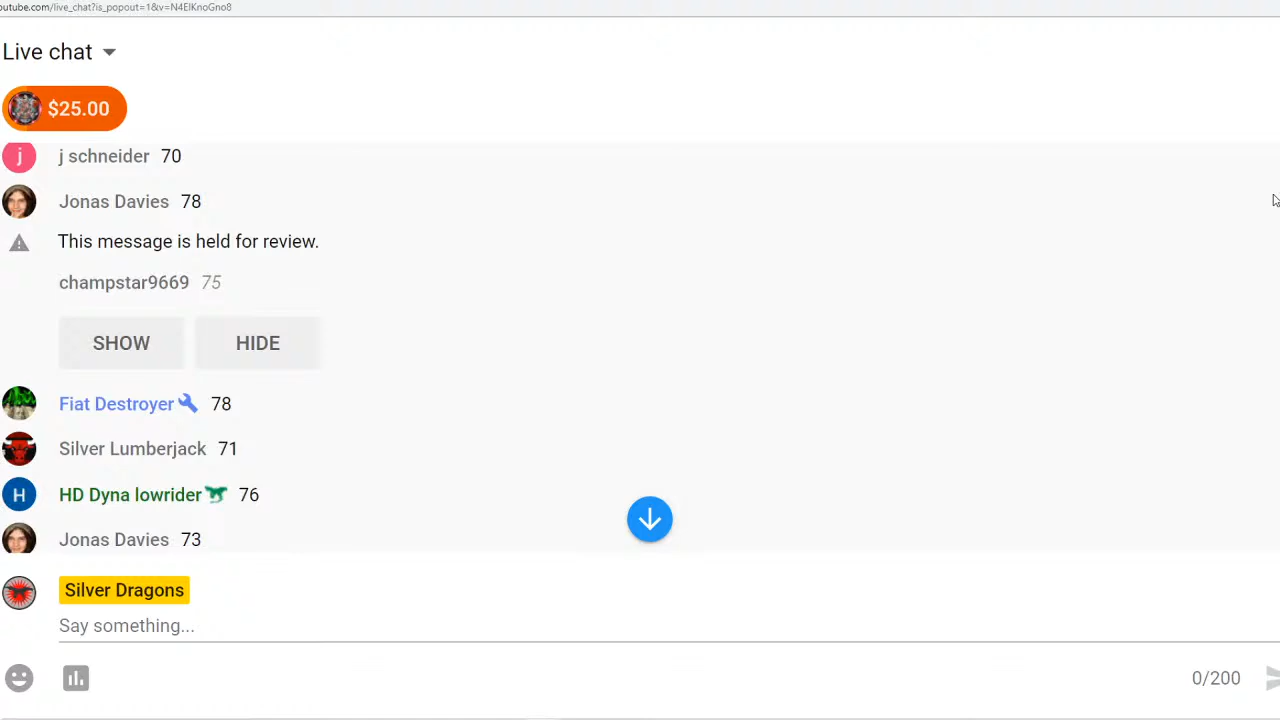 outube.com/live_chat?is_popout=1&v=N4ElKnoGno8
Live chat
$25.00
j j schneider 70
Jonas Davies 78
This message is held for review.
champstar9669 75
SHOW HIDE
Fiat Destroyer 78
Silver Lumberjack 71
H HD Dyna lowrider 76
Jonas Davies 73
Silver Dragons
Say something...
0/200